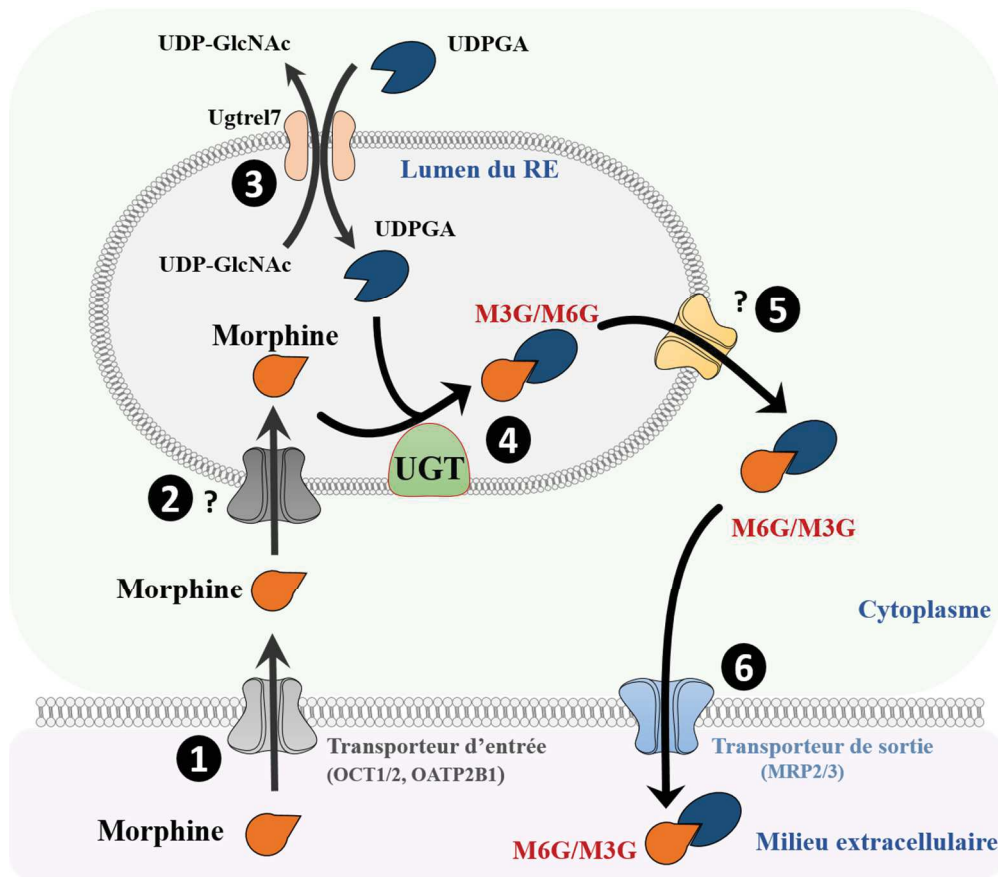 UDP-GlcNAc
UDPGA
Ugtrel7
3
Lumen du RE
UDPGA
UDP-GlcNAc
M3G/M6G
? 5
Morphine
4
UGT
2 ?
M6G/M3G
Morphine
Cytoplasme
6
1
Transporteur d'entrée
(OCT1/2, OATP2B1)
Transporteur de sortie
(MRP2/3)
Morphine
M6G/M3G
Milieu extracellulaire